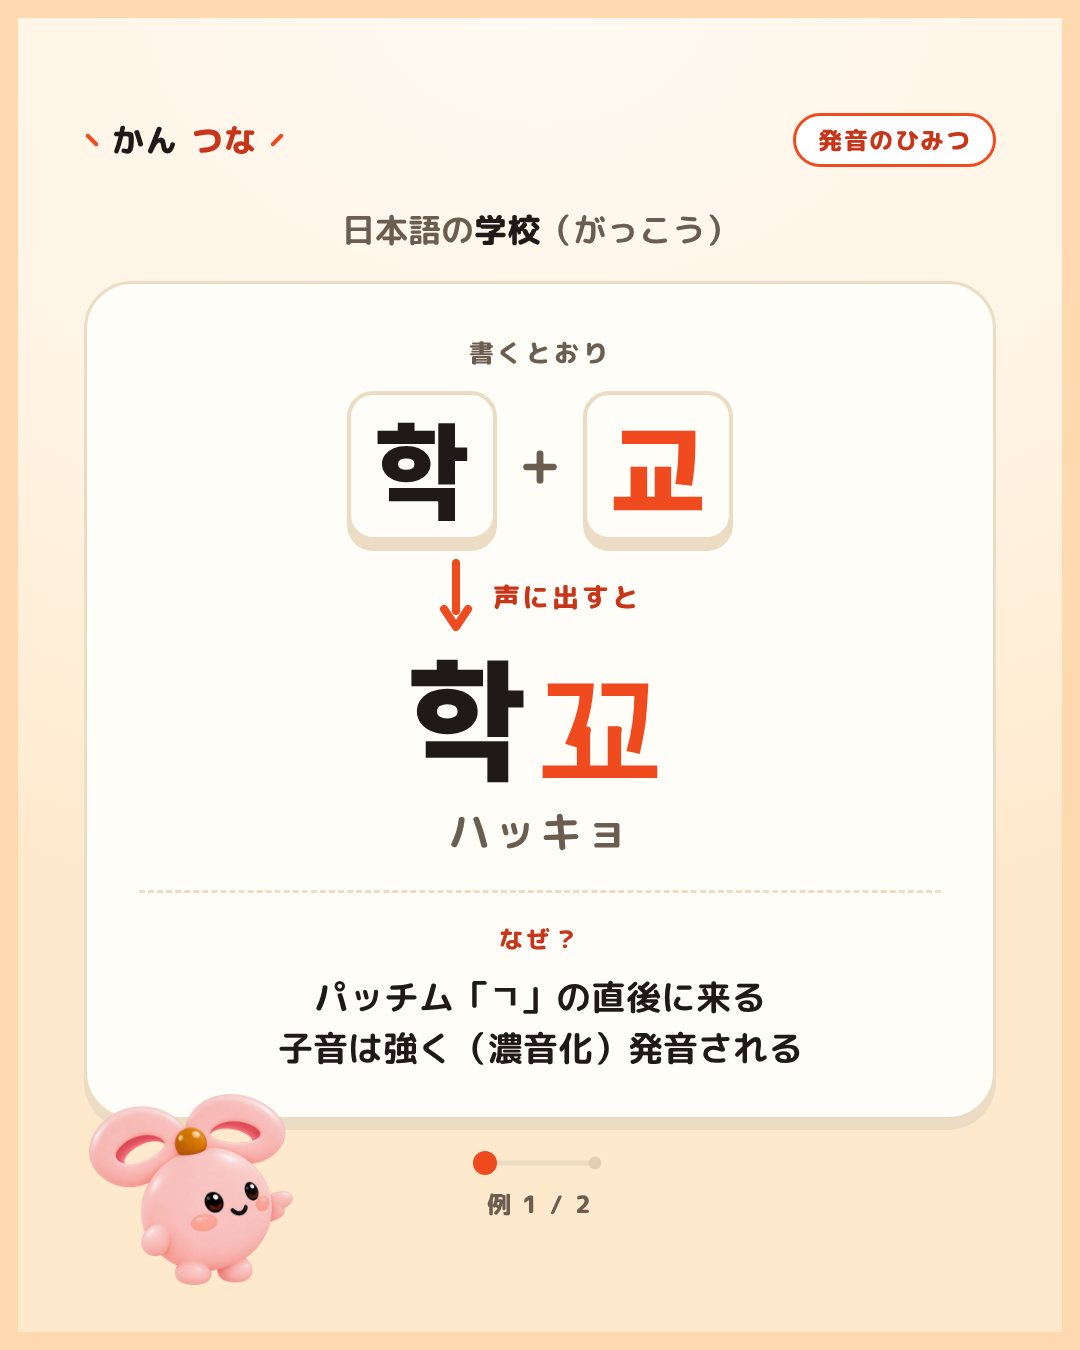 かん つな
発音のひみつ
日本語の学校（がっこう）
書くとおり
학 + 교
声に出すと
학꾜
ハッキョ
なぜ？
パッチム「ㄱ」の直後に来る
子音は強く（濃音化）発音される
例 1 / 2